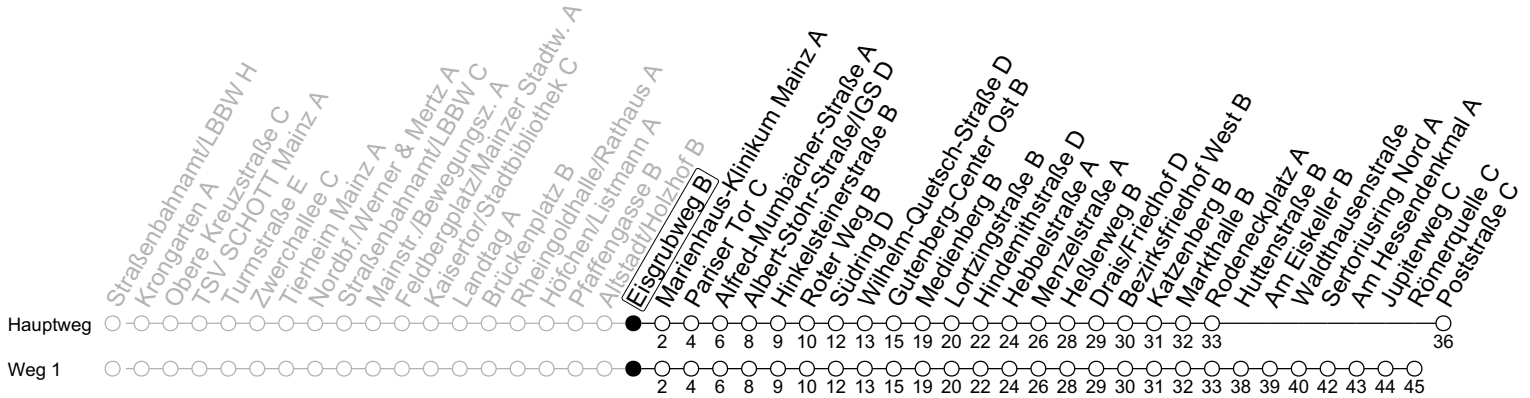 Straßenbahnamt/LBBW H
Krongarten A
Obere Kreuzstraße C
TSV SCHOTT Mainz A
Turmstraße E
Zwerchallee C
Tierheim Mainz A
Nordbf./Werner & Mertz A
Straßenbahnamt/LBBW C
Mainstr./Bewegungsz. A
Feldbergplatz/Mainzer Stadtw. A
Kaisertor/Stadtbibliothek C
Landtag A
Brückenplatz B
Rheingoldhalle/Rathaus A
Höfchen/Listmann A
Pfaffengasse B
Altstadt/Holzhof B
Eisgrubweg B
Marienhaus-Klinikum Mainz A
Pariser Tor C
Alfred-Mumbächer-Straße A
Albert-Stohr-Straße/IGS D
Hinkelsteinerstraße B
Roter Weg B
Südring D
Wilhelm-Quetsch-Straße D
Gutenberg-Center Ost B
Medienberg B
Lortzingstraße B
Hindemithstraße D
Hebbelstraße A
Menzelstraße A
Heßlerweg B
Drais/Friedhof D
Bezirksfriedhof West B
Katzenberg B
Markthalle B
Rodeneckplatz A
Huttenstraße B
Am Eiskeller B
Waldthausenstraße
Sertoriusring Nord A
Am Hessendenkmal A
Jupiterweg C
Römerquelle C
Poststraße C
Hauptweg
2 4 6 8 9 10 12 13 15 19 20 22 24 26 28 29 30 31 32 33 36
Weg 1
2 4 6 8 9 10 12 13 15 19 20 22 24 26 28 29 30 31 32 33 38 39 40 42 43 44 45